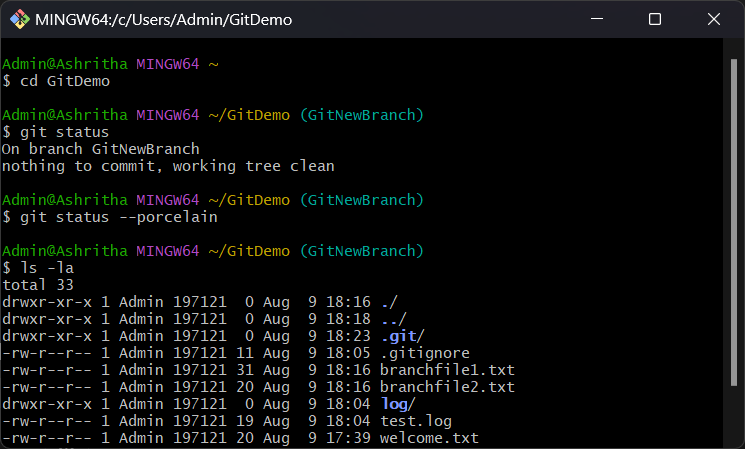 MINGW64:/c/Users/Admin/GitDemo
Admin@Ashritha MINGW64 ~
$ cd GitDemo
Admin@Ashritha MINGW64 ~/GitDemo (GitNewBranch)
$ git status
On branch GitNewBranch
nothing to commit, working tree clean
Admin@Ashritha MINGW64 ~/GitDemo (GitNewBranch)
$ git status --porcelain
Admin@Ashritha MINGW64 ~/GitDemo (GitNewBranch)
$ ls -la
total 33
drwxr-xr-x 1 Admin 197121  0 Aug  9 18:16 ./
drwxr-xr-x 1 Admin 197121  0 Aug  9 18:18 ../
drwxr-xr-x 1 Admin 197121  0 Aug  9 18:23 .git/
-rw-r--r-- 1 Admin 197121 11 Aug  9 18:05 .gitignore
-rw-r--r-- 1 Admin 197121 31 Aug  9 18:16 branchfile1.txt
-rw-r--r-- 1 Admin 197121 20 Aug  9 18:16 branchfile2.txt
drwxr-xr-x 1 Admin 197121  0 Aug  9 18:04 log/
-rw-r--r-- 1 Admin 197121 19 Aug  9 18:04 test.log
-rw-r--r-- 1 Admin 197121 20 Aug  9 17:39 welcome.txt